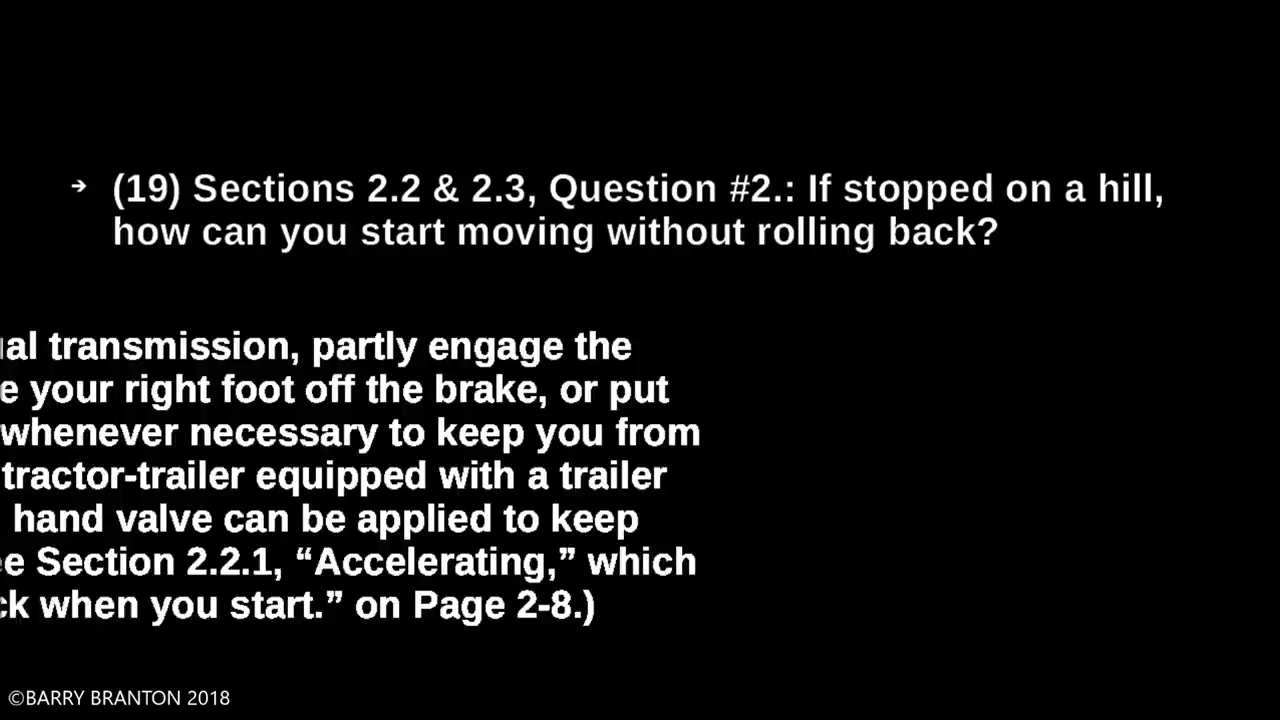 (19) Sections 2.2 & 2.3, Question #2.: If stopped on a hill,
how can you start moving without rolling back?
transmission, partly engage the
your right foot off the brake, or put
whenever necessary to keep you from
tractor-trailer equipped with a trailer
hand valve can be applied to keep
Section 2.2.1, “Accelerating,” which
when you start.” on Page 2-8.)
©BARRY BRANTON 2018